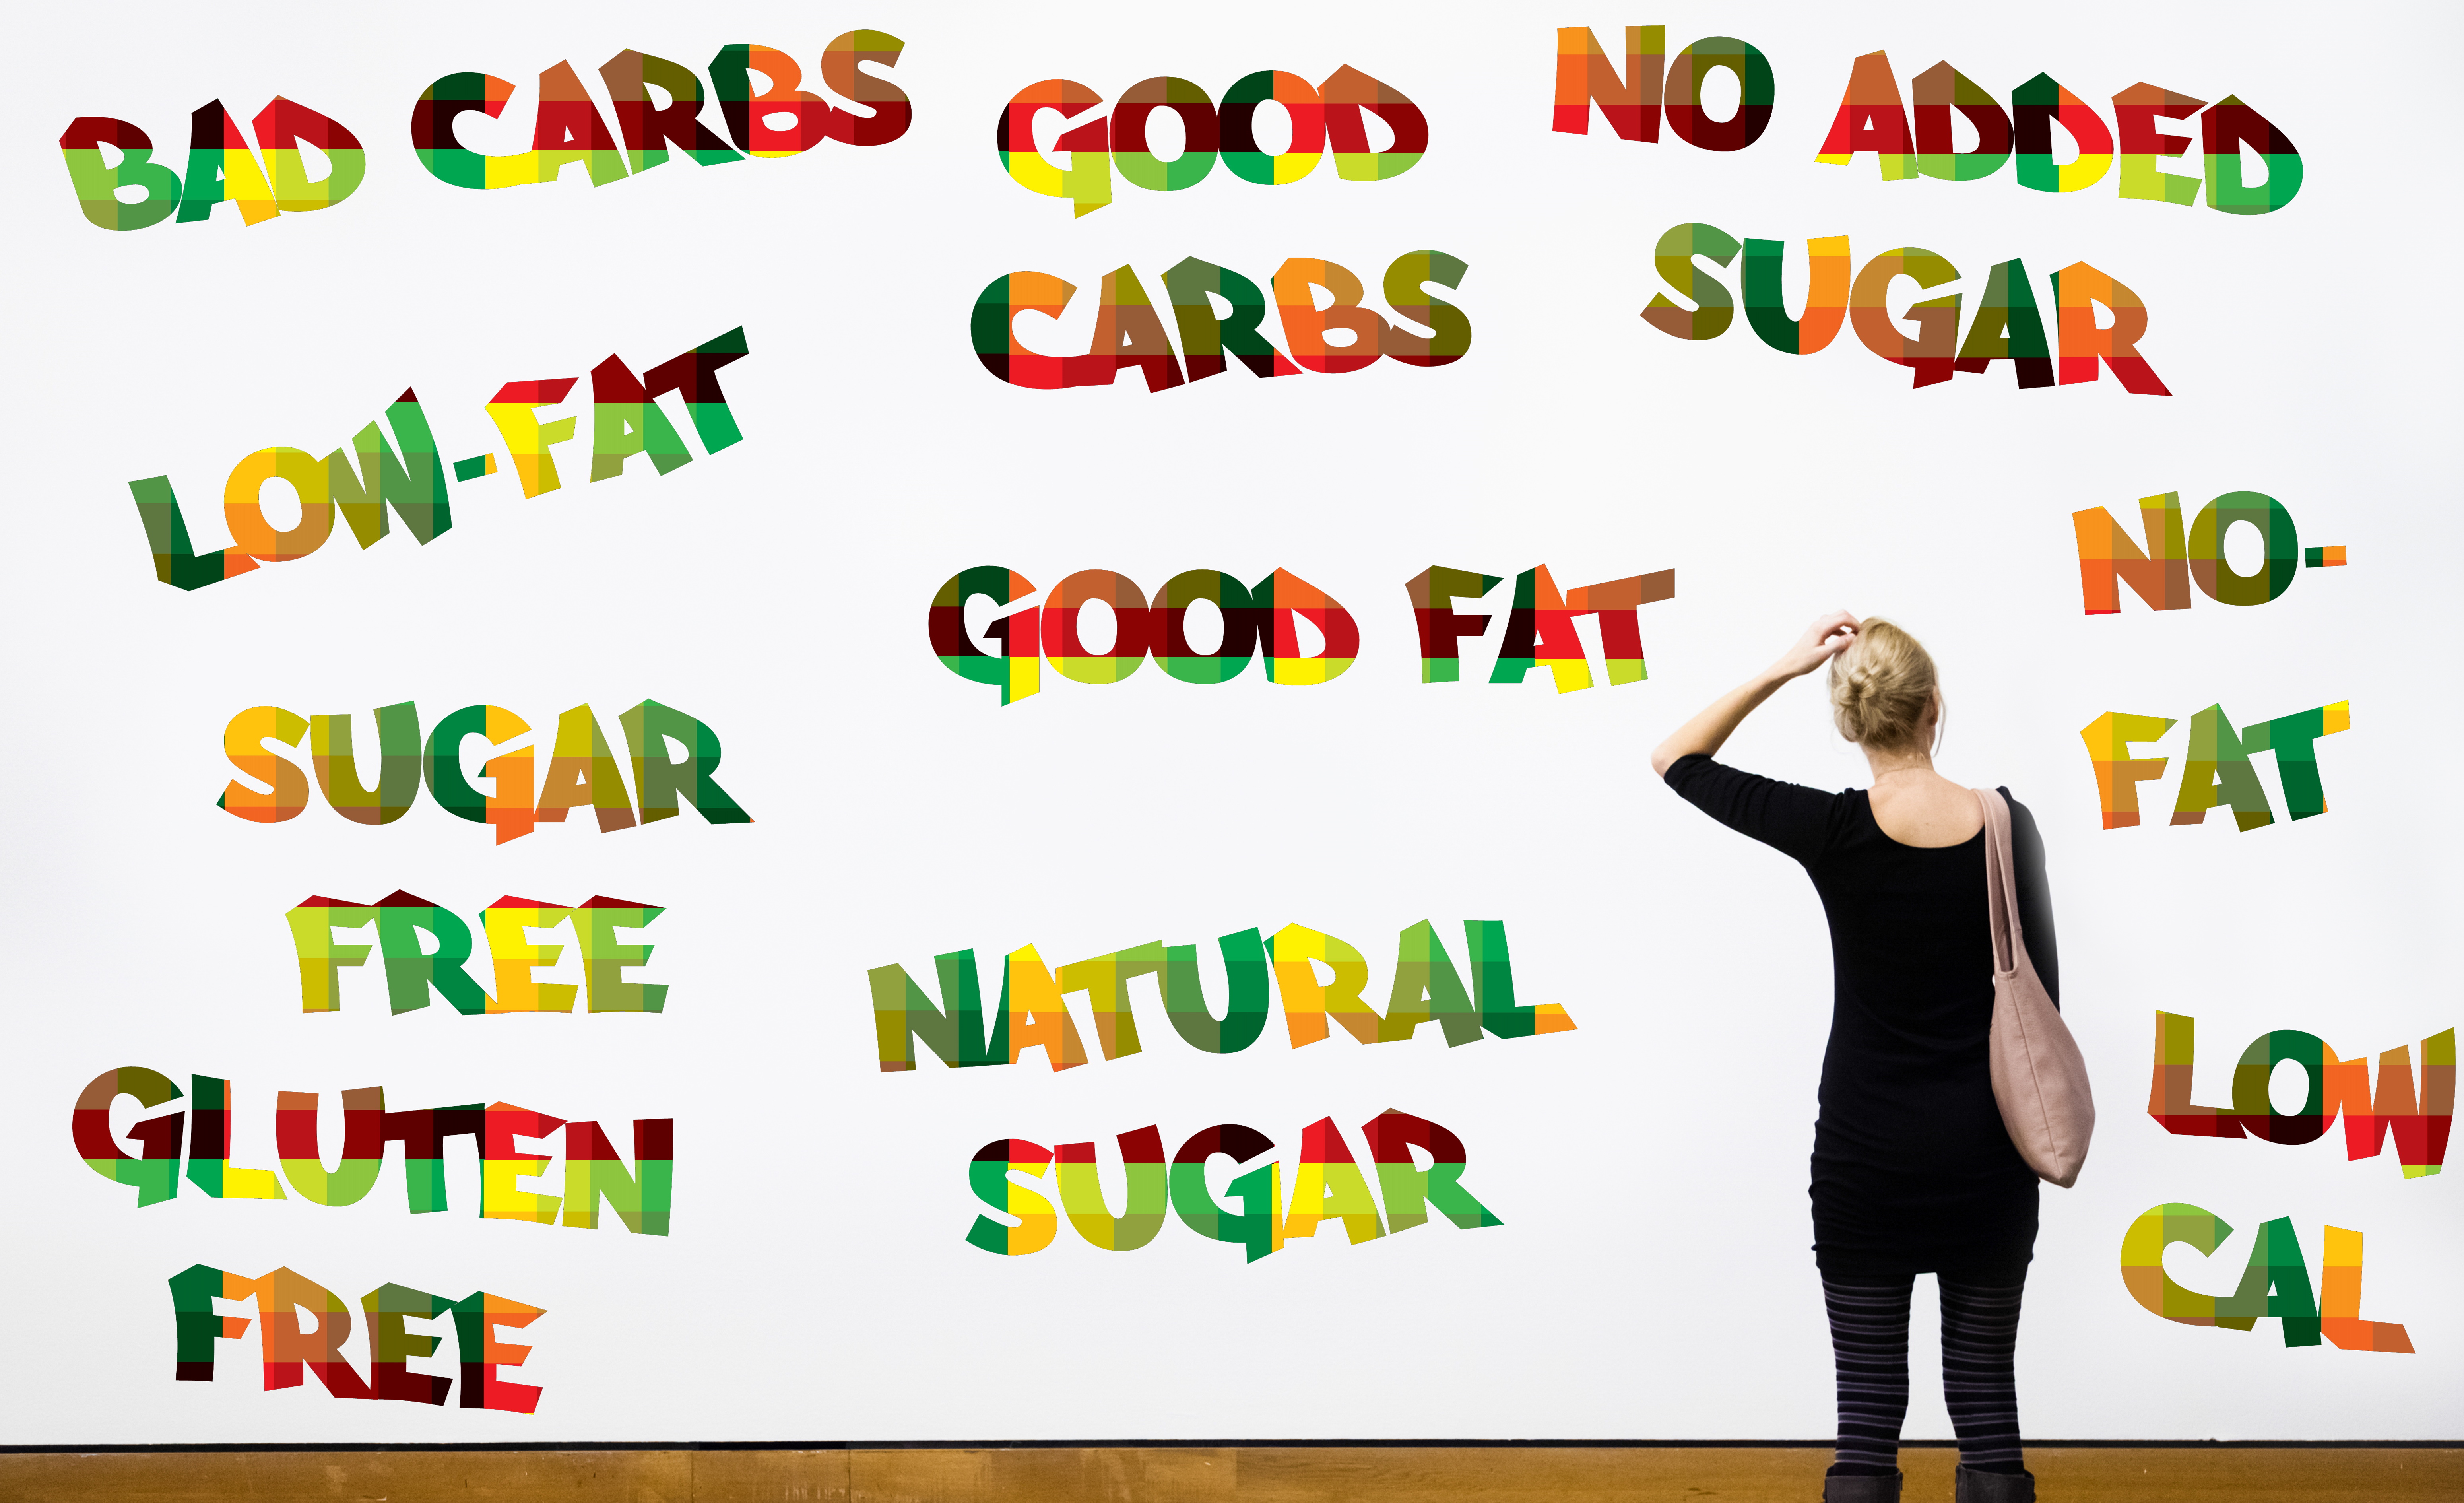 BAD CARBS
GOOD
CARBS
NO ADDED
SUGAR
LOW-FAT
GOOD FAT
NO-
FAT
SUGAR
FREE
NATURAL
SUGAR
LOW
CAL
GLUTEN
FREE